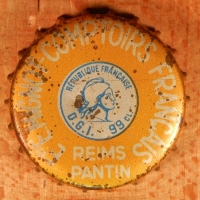 COMPTOIRS FRANÇAIS
REIMS
PANTIN
RÉPUBLIQUE FRANÇAISE
D.G.I. 99 CL